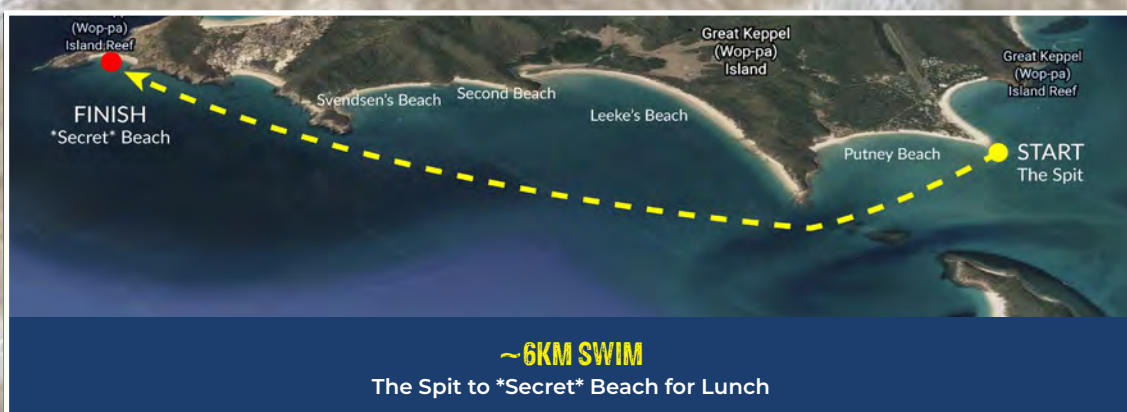 (Wop-pa)
Island Reef
FINISH
*Secret* Beach
Svendsen's Beach
Second Beach
Leeke's Beach
Great Keppel
(Wop-pa)
Island
Putney Beach
Great Keppel
(Wop-pa)
Island Reef
START
The Spit
~6KM SWIM
The Spit to *Secret* Beach for Lunch